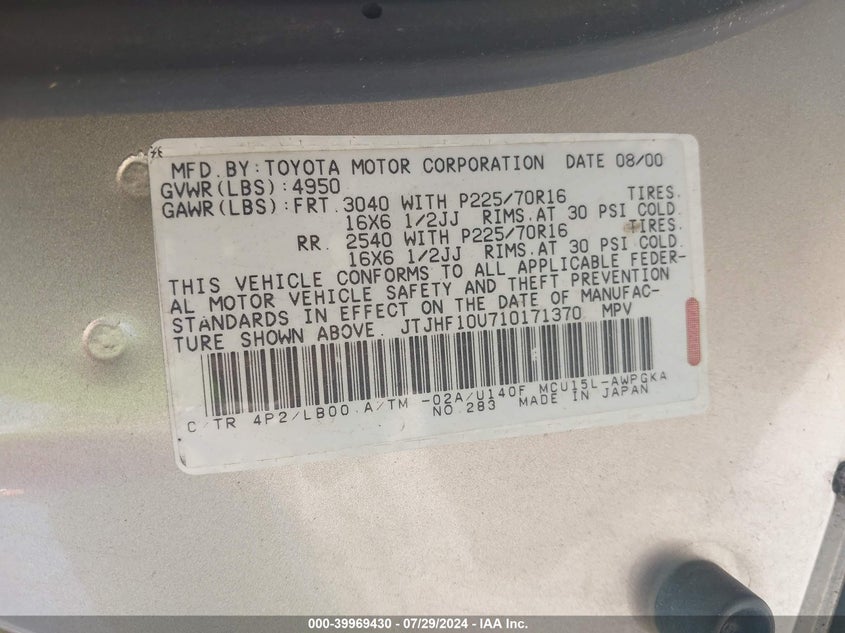 MFD. BY: TOYOTA MOTOR CORPORATION DATE 08/00
GVWR(LBS):4950
GAWR(LBS):FRT. 3040 WITH P225/70R16 TIRES.
16X6 1/2JJ RIMS. AT 30 PSI COLD.
RR. 2540 WITH P225/70R16 TIRES.
16X6 1/2JJ RIMS. AT 30 PSI COLD.
THIS VEHICLE CONFORMS TO ALL APPLICABLE FEDER-
AL MOTOR VEHICLE SAFETY AND THEFT PREVENTION
STANDARDS IN EFFECT ON THE DATE OF MANUFAC-
TURE SHOWN ABOVE. JTJHF10U710171370 MPV
C/TR 4P2/LB00 A/TM -02A/U140F MCU15L-AWPGKA
NO.283 MADE IN JAPAN
000-39969430 - 07/29/2024 - IAA Inc.